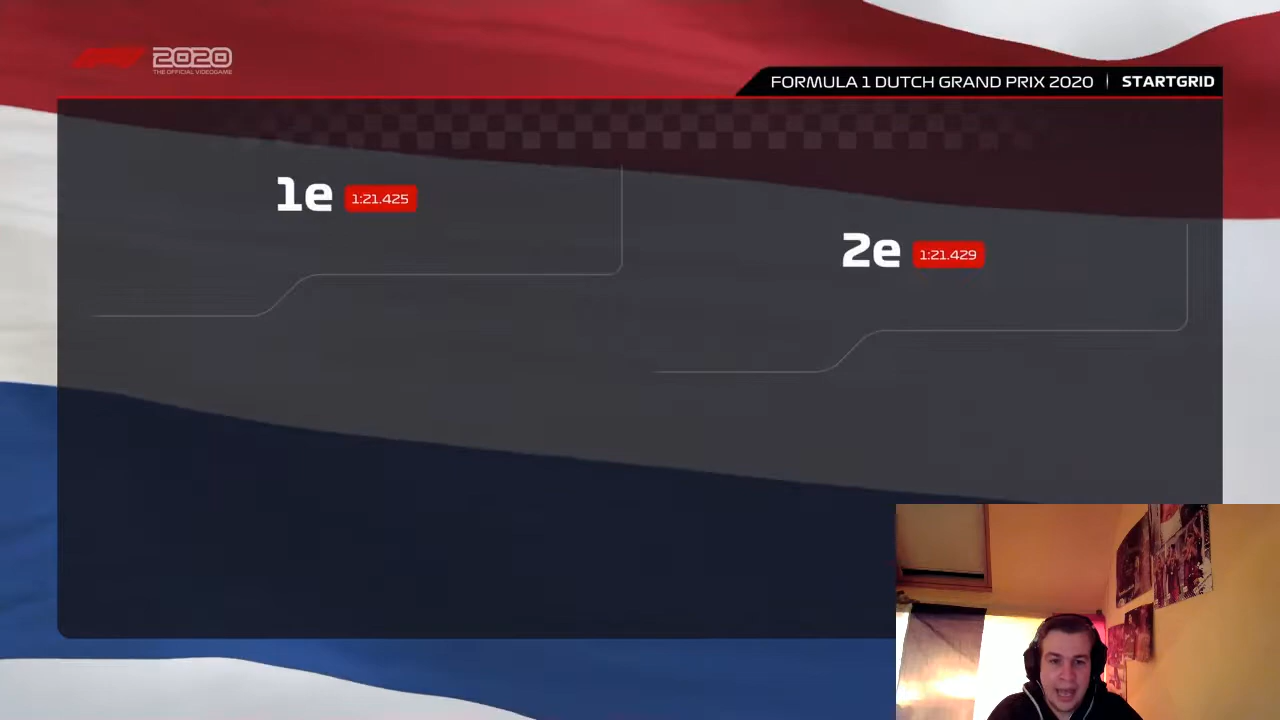 2020
THE OFFICIAL VIDEOGAME
FORMULA 1 DUTCH GRAND PRIX 2020 | STARTGRID
1e 1:21.425
2e 1:21.429